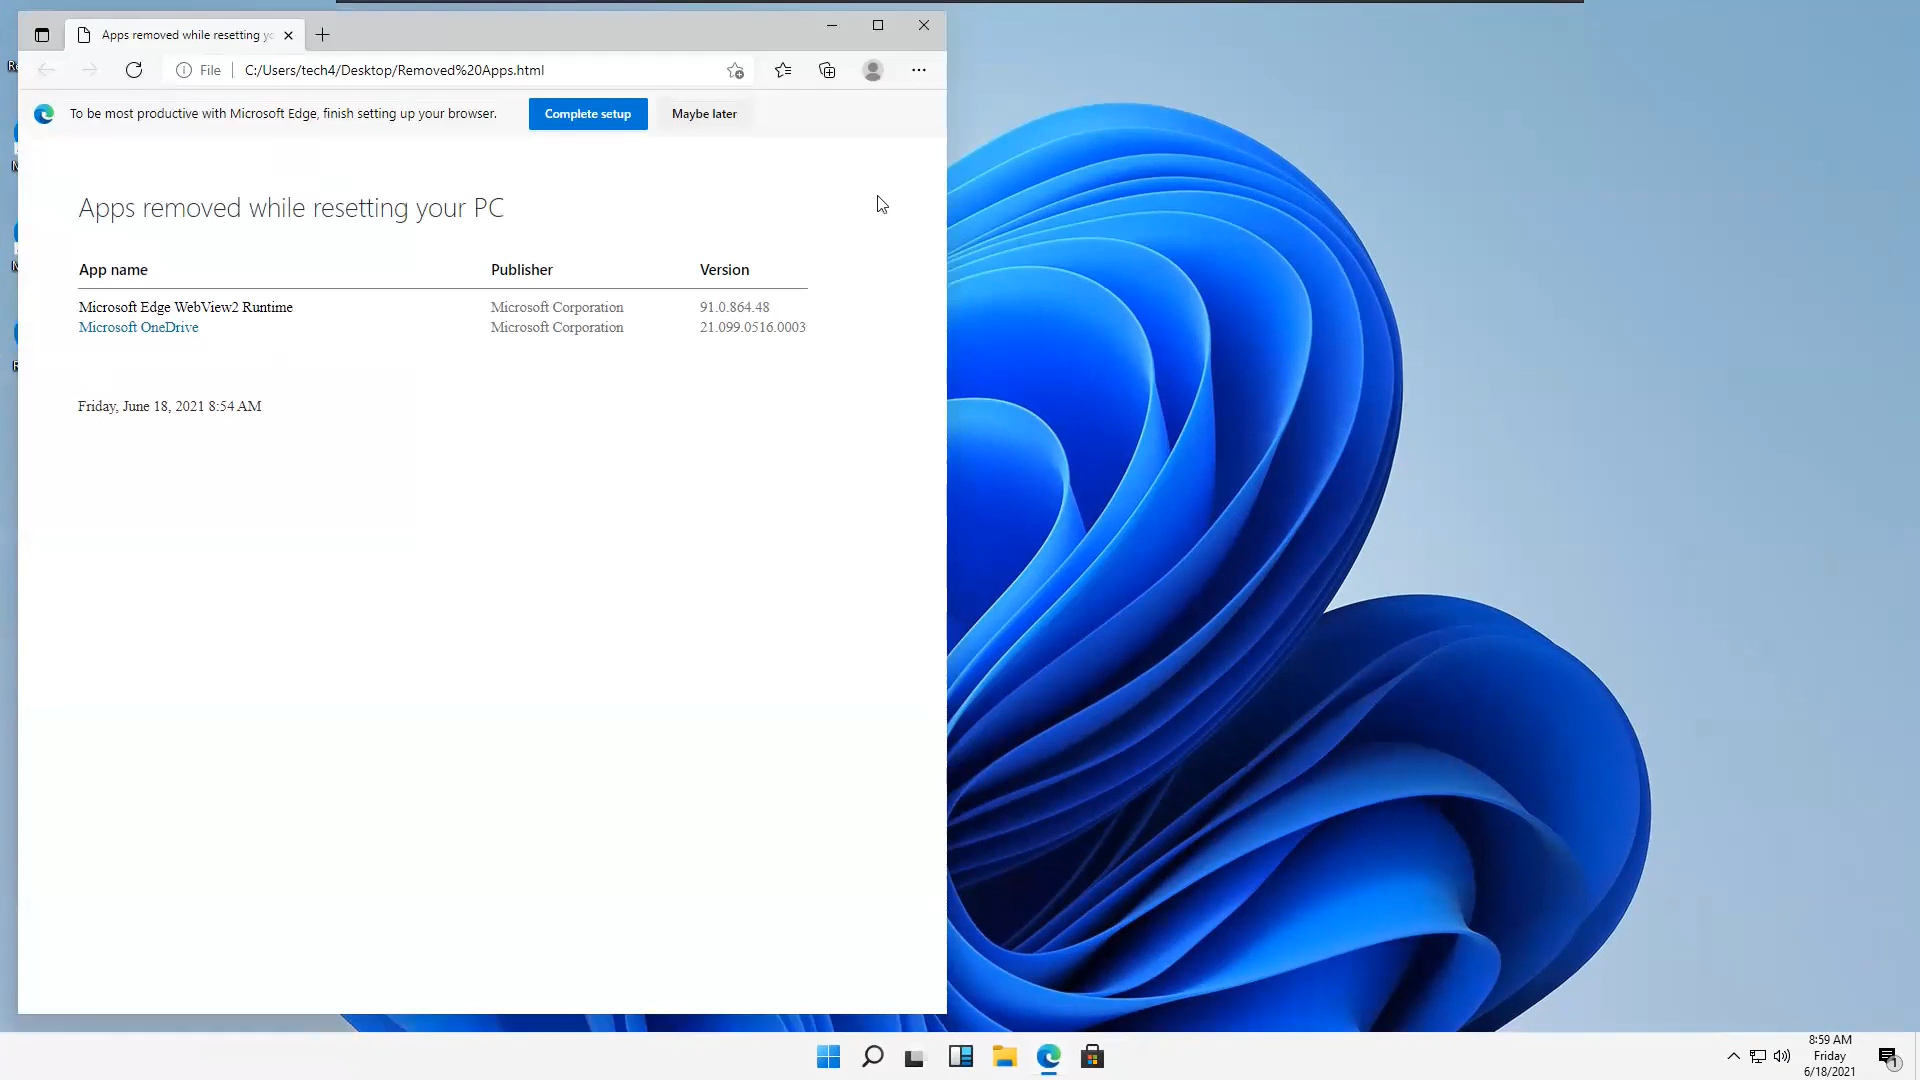 Apps removed while resetting y
File
C:/Users/tech4/Desktop/Removed%20Apps.html
To be most productive with Microsoft Edge, finish setting up your browser.
Complete setup
Maybe later
Apps removed while resetting your PC
App name Publisher Version
Microsoft Edge WebView2 Runtime Microsoft Corporation 91.0.864.48
Microsoft OneDrive Microsoft Corporation 21.099.0516.0003
Friday, June 18, 2021 8:54 AM
8:59 AM
Friday
6/18/2021
1